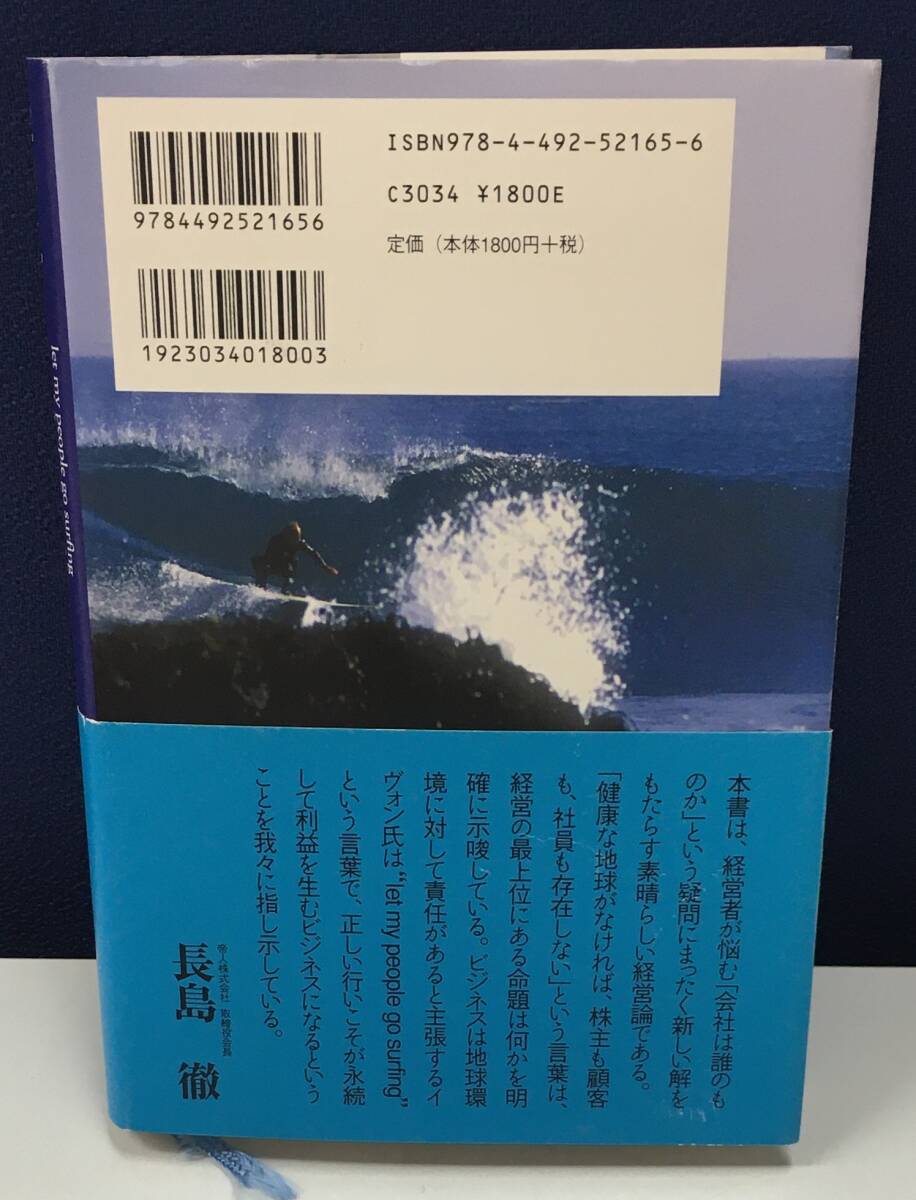 let my people go surfing
ISBN978-4-492-52165-6
C3034 ¥1800E
定価（本体1800円＋税）
9784492521656
1923034018003
本書は、経営者が悩む「会社は誰のも
のか」という疑問にまったく新しい解を
もたらす素晴らしい経営論である。
「健康な地球がなければ、株主も顧客
も、社員も存在しない」という言葉は、
経営の最上位にある命題は何かを明
確に示唆している。ビジネスは地球環
境に対して責任があると主張するイ
ヴォン氏は“let my people go surfing”
という言葉で、正しい行いこそが永続
して利益を生むビジネスになるという
ことを我々に指し示している。
帝人株式会社 取締役会長
長島 徹